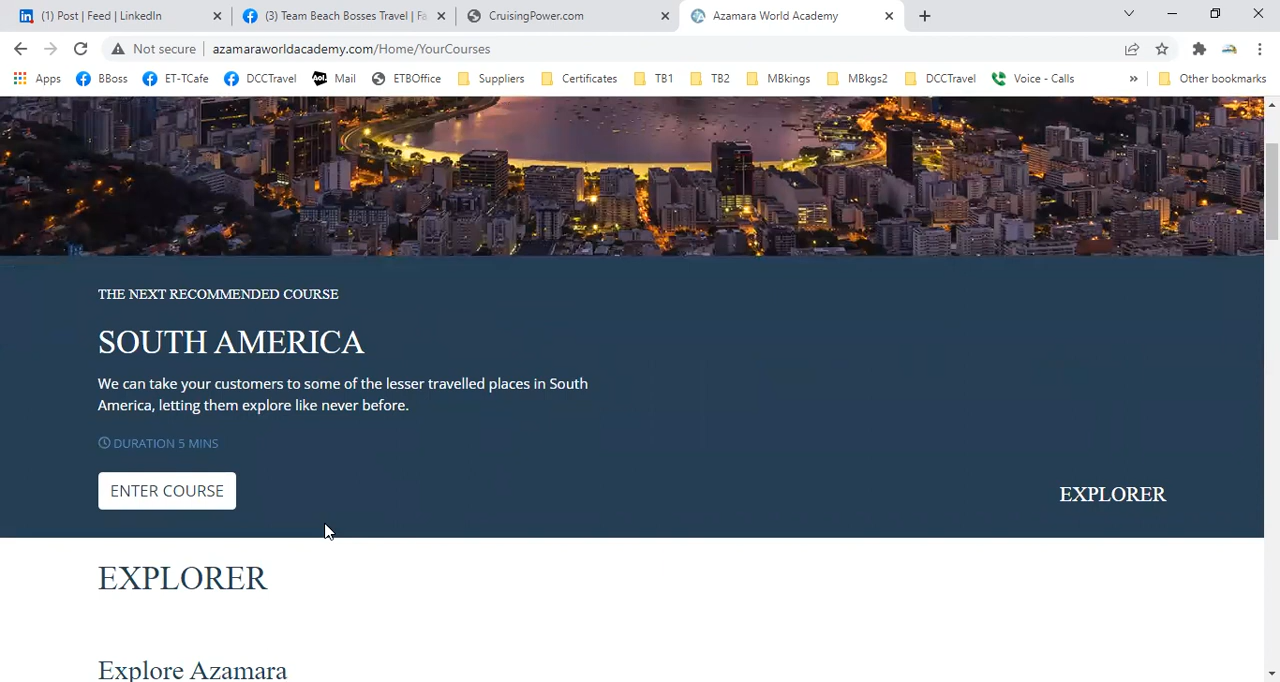 (1) Post | Feed | LinkedIn
(3) Team Beach Bosses Travel | Fa
CruisingPower.com
Azamara World Academy
Not secure
azamaraworldacademy.com/Home/YourCourses
Apps
BBoss
ET-TCafe
DCCTravel
Aol.
Mail
ETBOffice
Suppliers
Certificates
TB1
TB2
MBkings
MBkgs2
DCCTravel
Voice - Calls
»
Other bookmarks
THE NEXT RECOMMENDED COURSE
SOUTH AMERICA
We can take your customers to some of the lesser travelled places in South
America, letting them explore like never before.
DURATION 5 MINS
ENTER COURSE
EXPLORER
EXPLORER
Explore Azamara